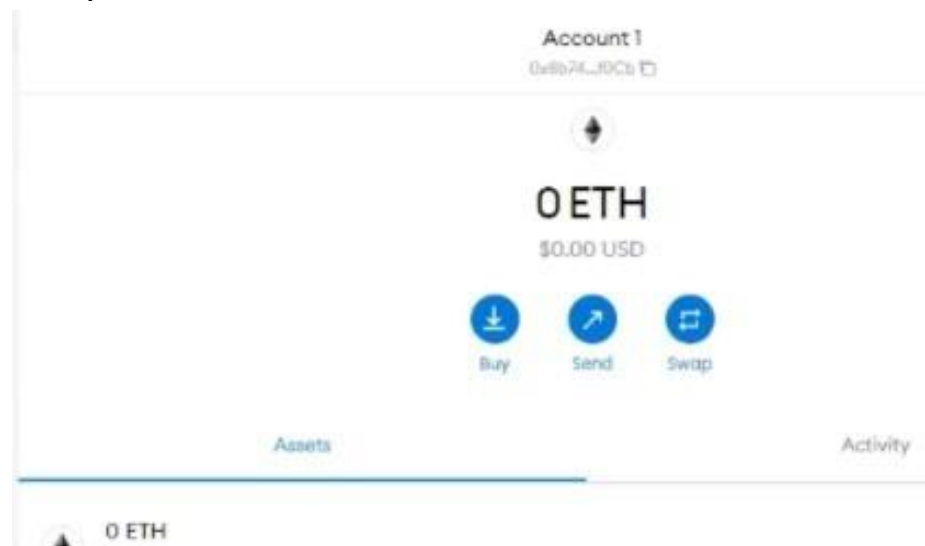 Account 1
0 ETH
$0.00 USD
Buy Send Swap
Assets Activity
0 ETH